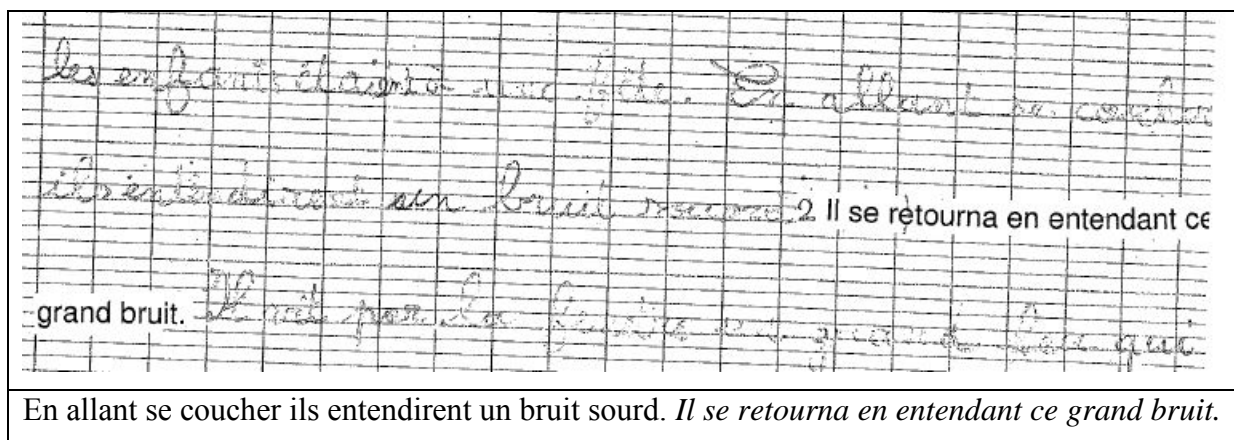 les enfants étaient à une fête. En allant se coucher
ils entendirent un bruit sourd 2 Il se retourna en entendant ce
grand bruit. Il vit par la fenêtre un grand qui
En allant se coucher ils entendirent un bruit sourd. Il se retourna en entendant ce grand bruit.